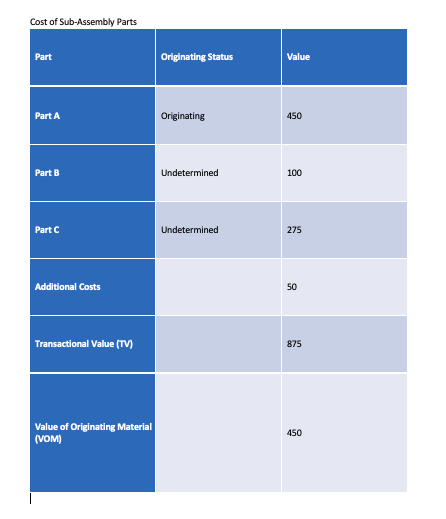 Cost of Sub-Assembly Parts
Part Originating Status Value
Part A Originating 450
Part B Undetermined 100
Part C Undetermined 275
Additional Costs 50
Transactional Value (TV) 875
Value of Originating Material
(VOM) 450